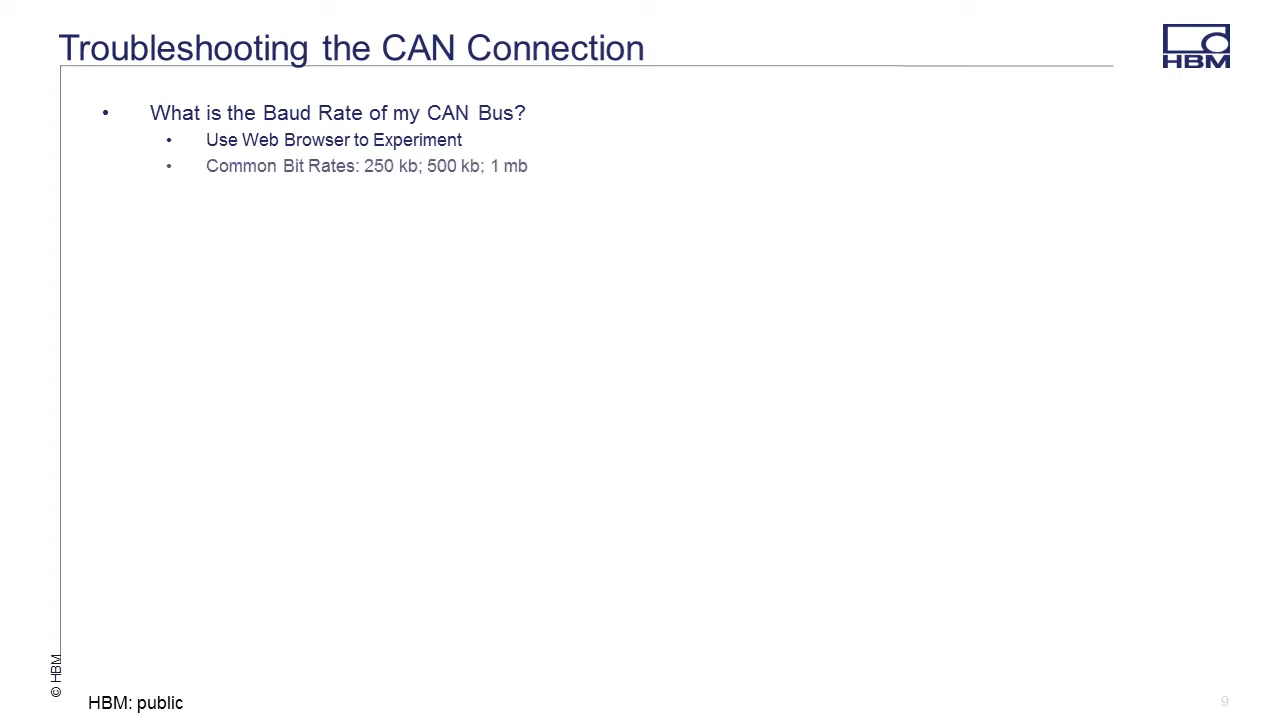 Troubleshooting the CAN Connection
HBM
• What is the Baud Rate of my CAN Bus?
• Use Web Browser to Experiment
• Common Bit Rates: 250 kb; 500 kb; 1 mb
© HBM
HBM: public
9